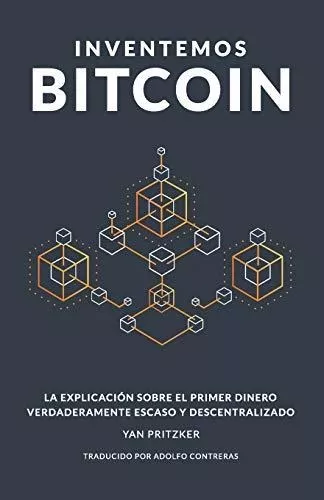 INVENTEMOS
BITCOIN
LA EXPLICACIÓN SOBRE EL PRIMER DINERO
VERDADERAMENTE ESCASO Y DESCENTRALIZADO
YAN PRITZKER
TRADUCIDO POR ADOLFO CONTRERAS